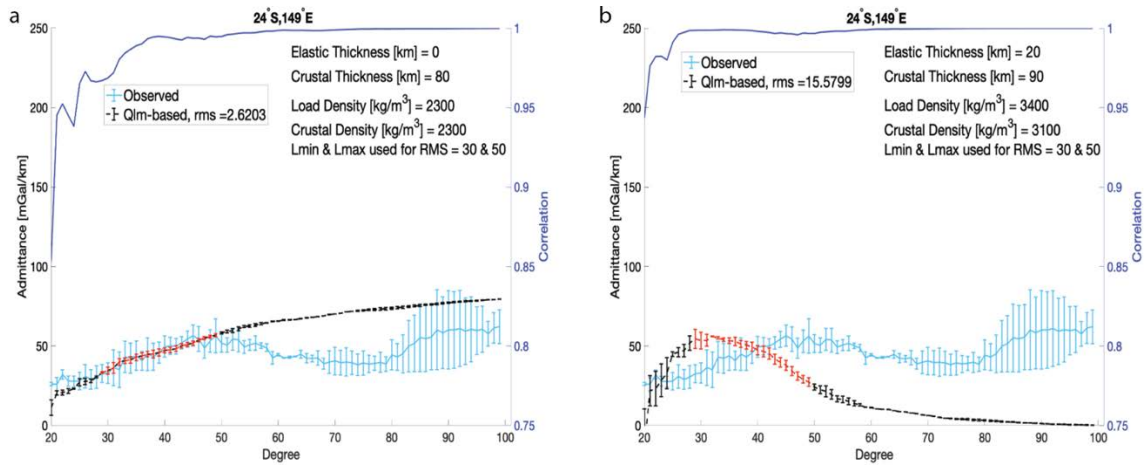 a
24°S,149°E
250
200
150
100
50
0
Admittance [mGal/km]
1
0.95
0.9
0.85
0.8
0.75
Correlation
20 30 40 50 60 70 80 90 100
Degree
Observed
Qlm-based, rms =2.6203
Elastic Thickness [km] = 0
Crustal Thickness [km] = 80
Load Density [kg/m³] = 2300
Crustal Density [kg/m³] = 2300
Lmin & Lmax used for RMS = 30 & 50
b
24°S,149°E
250
200
150
100
50
0
Admittance [mGal/km]
1
0.95
0.9
0.85
0.8
0.75
Correlation
20 30 40 50 60 70 80 90 100
Degree
Observed
Qlm-based, rms =15.5799
Elastic Thickness [km] = 20
Crustal Thickness [km] = 90
Load Density [kg/m³] = 3400
Crustal Density [kg/m³] = 3100
Lmin & Lmax used for RMS = 30 & 50